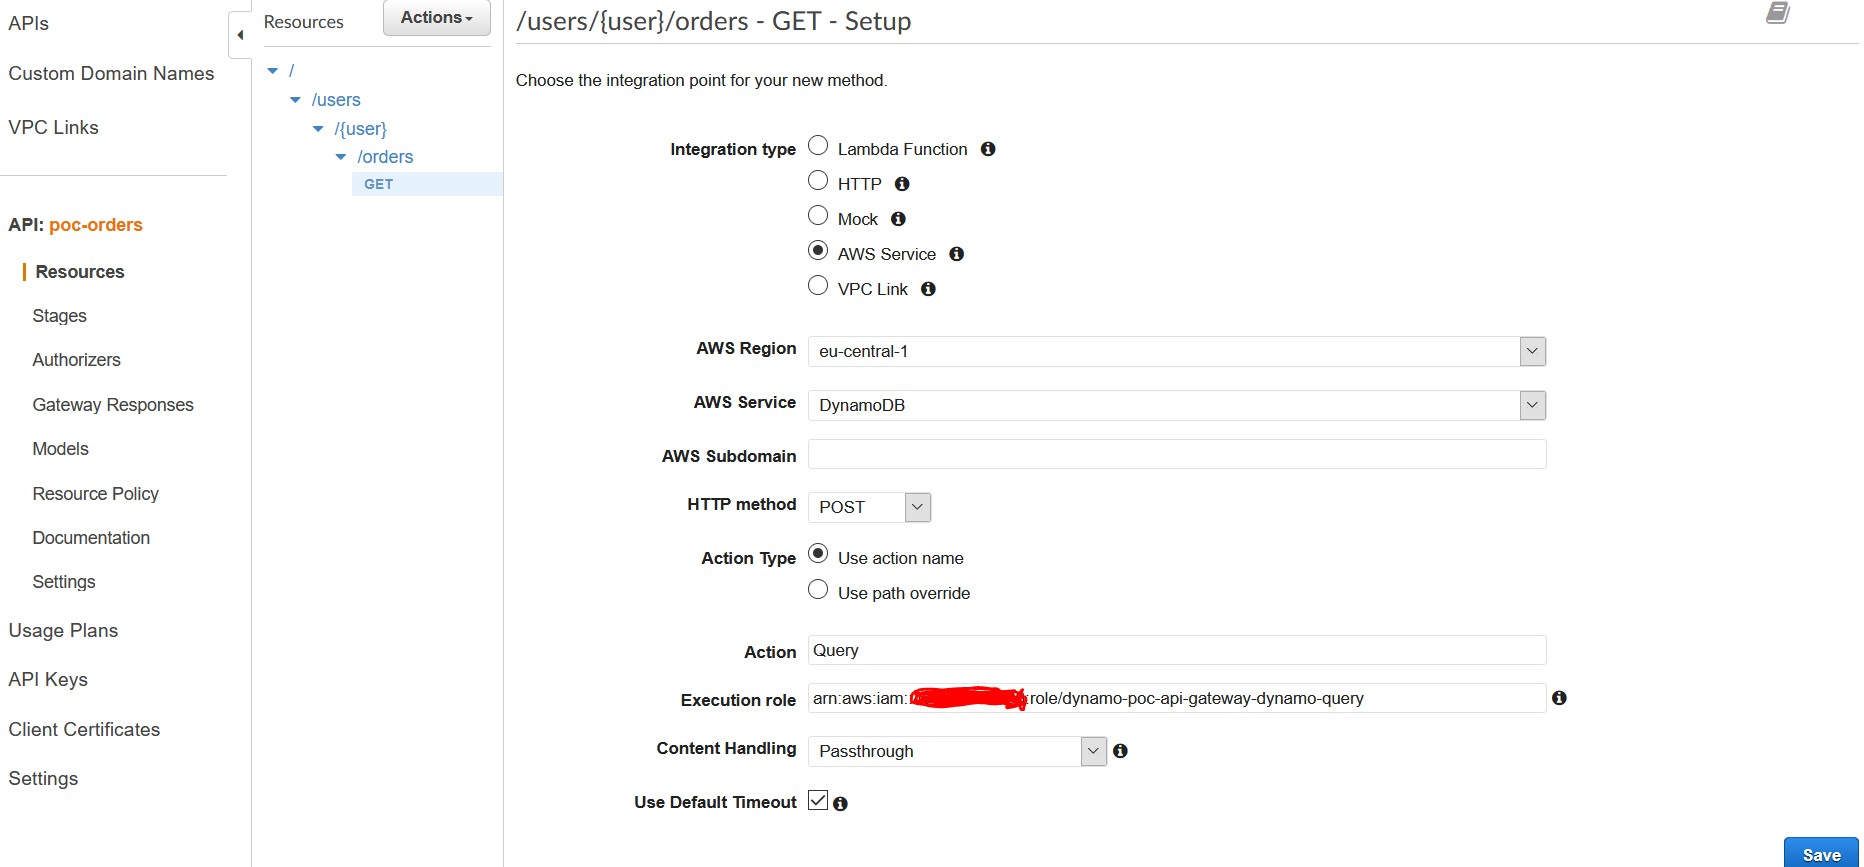 APIs
Custom Domain Names
VPC Links
API: poc-orders
Resources
Stages
Authorizers
Gateway Responses
Models
Resource Policy
Documentation
Settings
Usage Plans
API Keys
Client Certificates
Settings
Resources
Actions
/
/users
/{user}
/orders
GET
/users/{user}/orders - GET - Setup
Choose the integration point for your new method.
Integration type
Lambda Function
HTTP
Mock
AWS Service
VPC Link
AWS Region eu-central-1
AWS Service DynamoDB
AWS Subdomain
HTTP method POST
Action Type Use action name
Use path override
Action Query
Execution role arn:aws:iam: :role/dynamo-poc-api-gateway-dynamo-query
Content Handling Passthrough
Use Default Timeout
Save